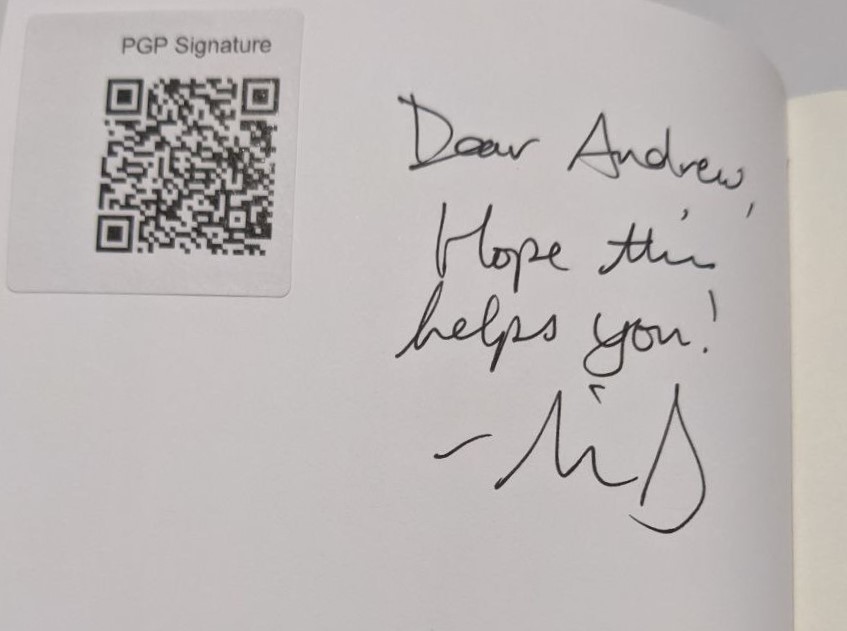 PGP Signature
Dear Andrew,
Hope this
helps you!